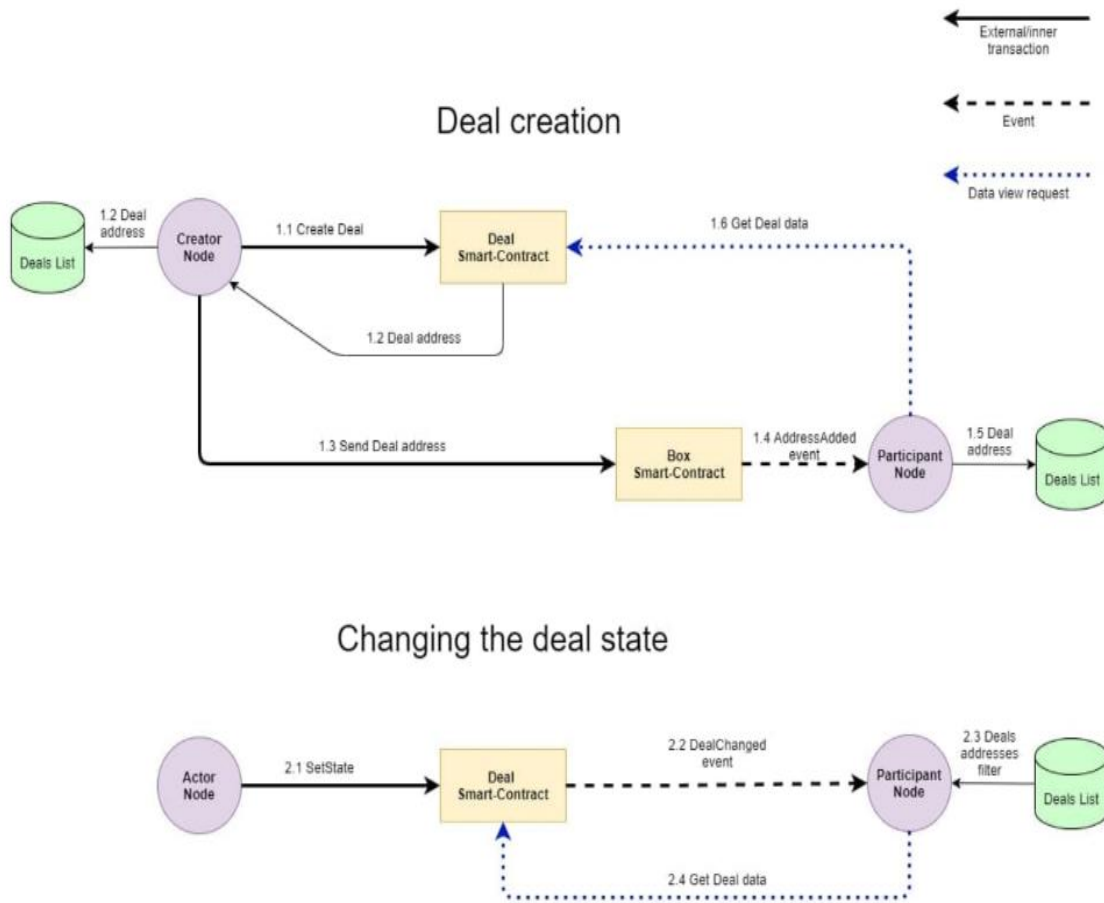 External/inner
transaction
Event
Data view request
Deal creation
1.2 Deal
address
Deals List
Creator
Node
1.1 Create Deal
Deal
Smart-Contract
1.6 Get Deal data
1.2 Deal address
1.3 Send Deal address
Box
Smart-Contract
1.4 AddressAdded
event
Participant
Node
1.5 Deal
address
Deals List
Changing the deal state
Actor
Node
2.1 SetState
Deal
Smart-Contract
2.2 DealChanged
event
Participant
Node
2.3 Deals
addresses
filter
Deals List
2.4 Get Deal data